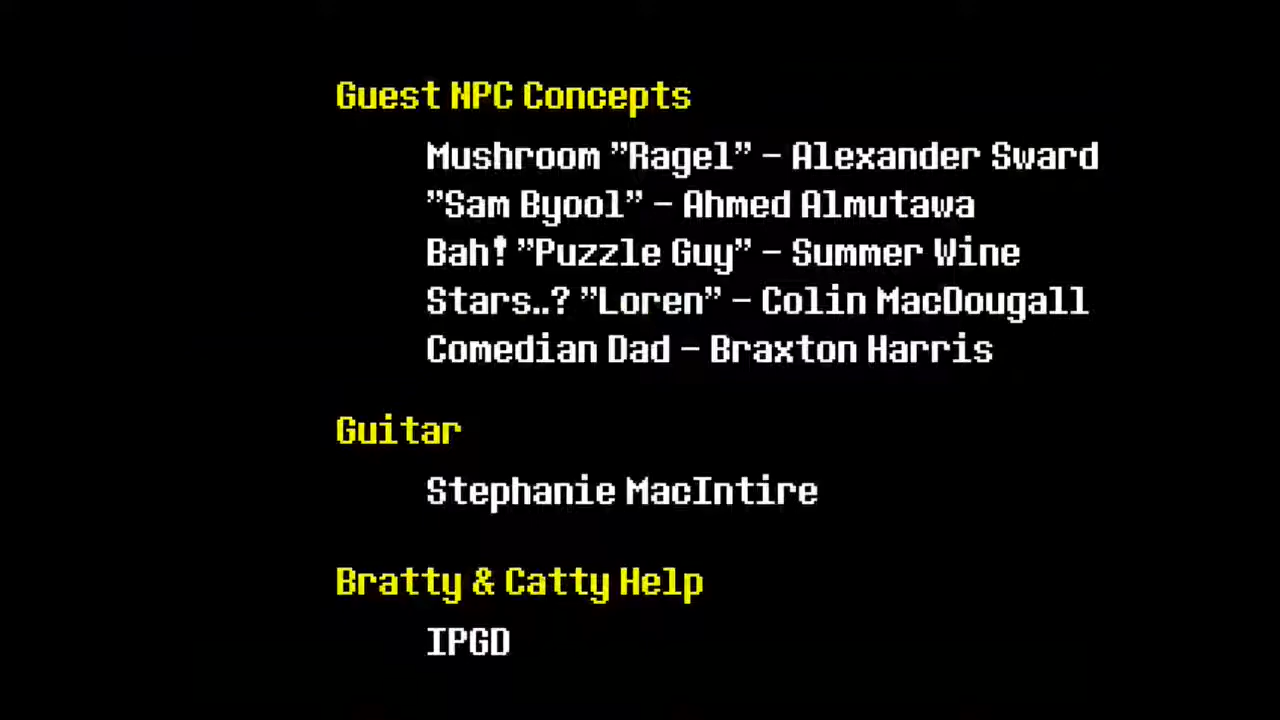 Guest NPC Concepts
Mushroom "Ragel" - Alexander Sward
"Sam Byool" - Ahmed Almutawa
Bah! "Puzzle Guy" - Summer Wine
Stars..? "Loren" - Colin MacDougall
Comedian Dad - Braxton Harris
Guitar
Stephanie MacIntire
Bratty & Catty Help
IPGD